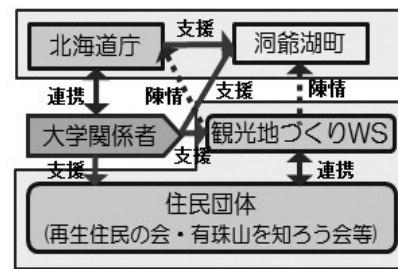 支援
北海道庁
洞爺湖町
連携
陳情
支援
陳情
大学関係者
観光地づくりWS
支援
支援
連携
住民団体
(再生住民の会・有珠山を知ろう会等)